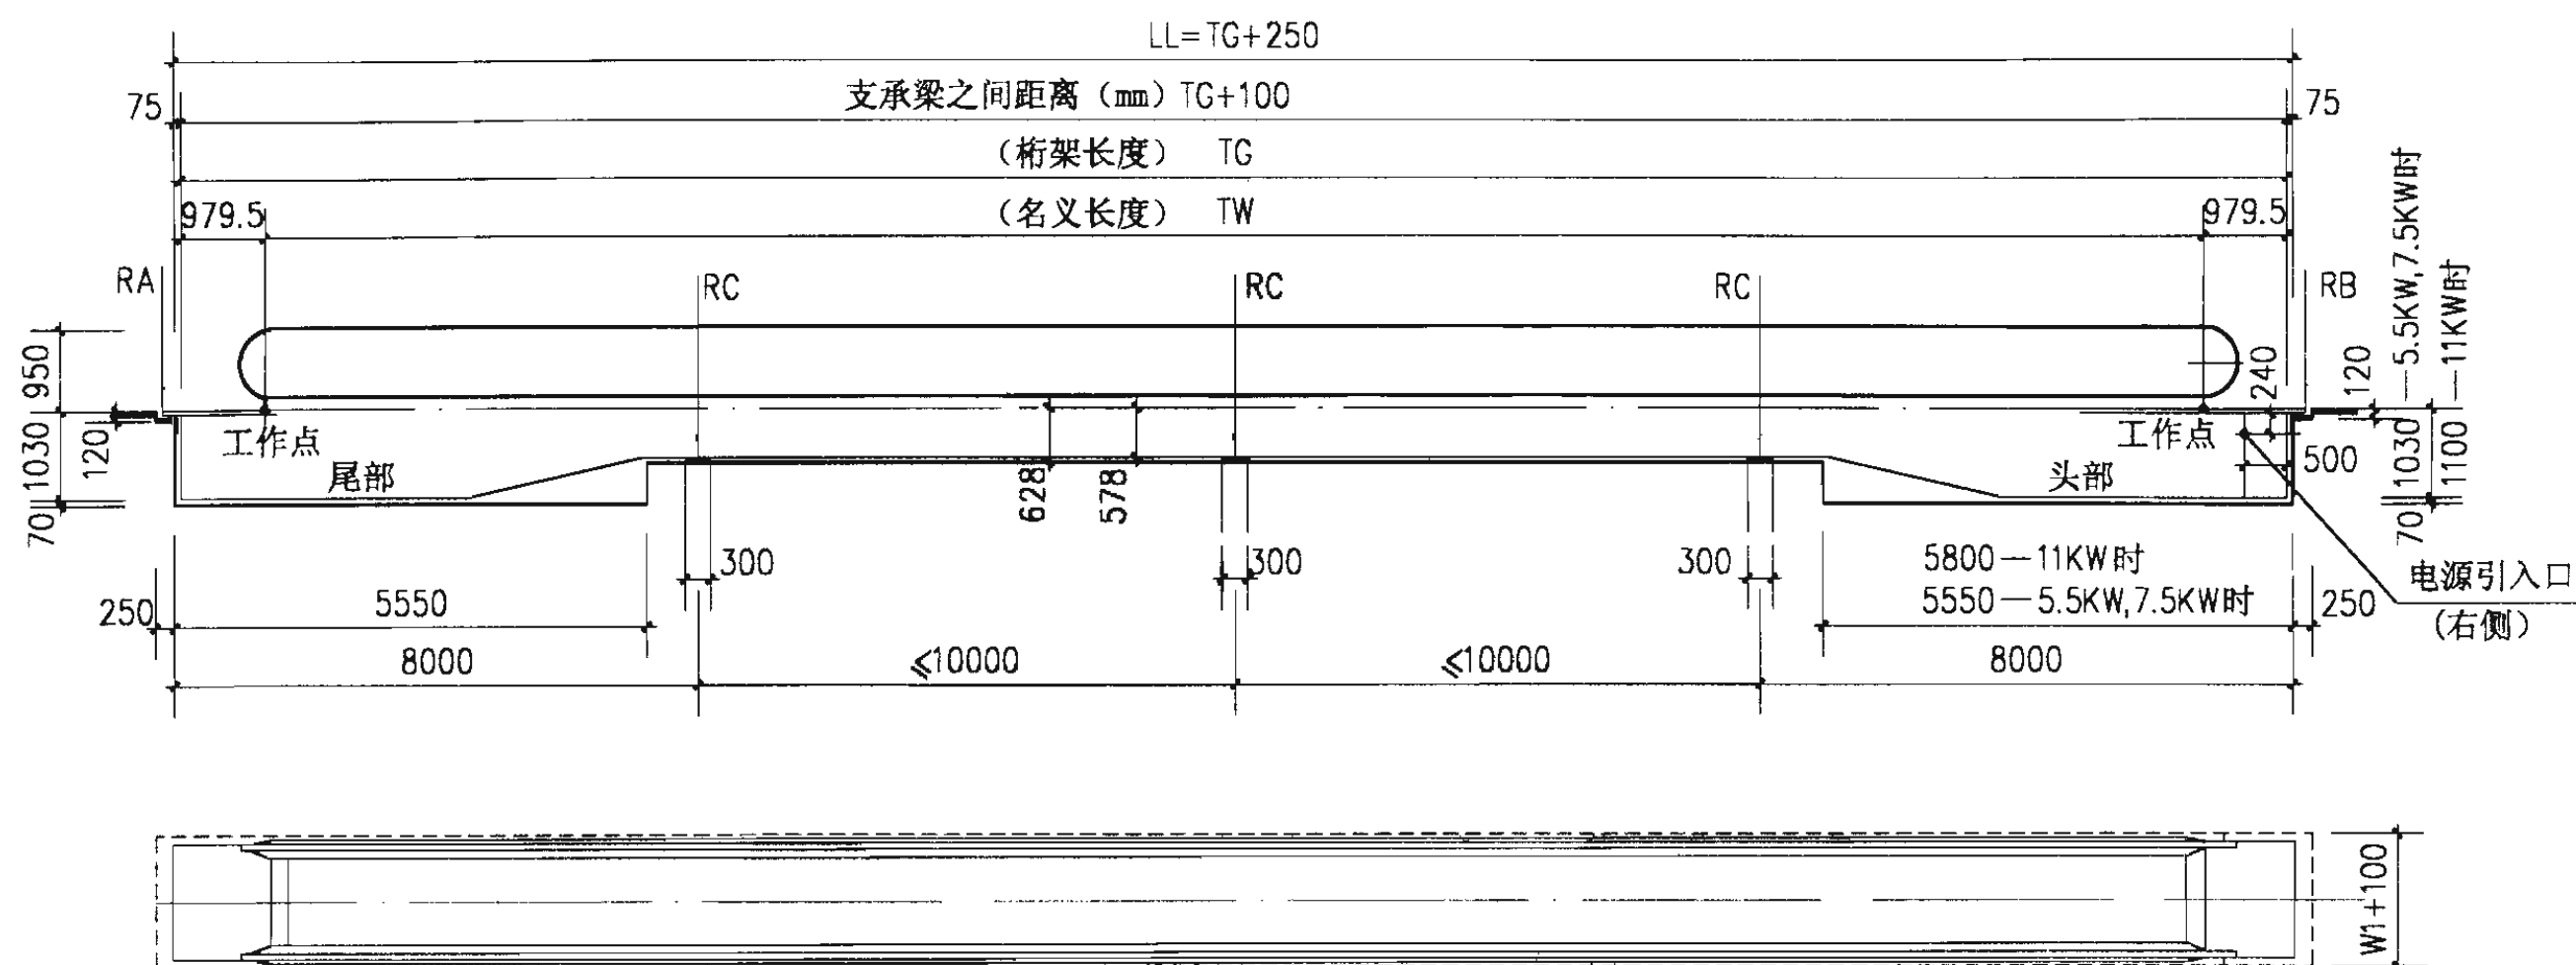 LL=TG+250
支承梁之间距离（mm）TG+100
75
75
（桁架长度） TG
（名义长度） TW
979.5
979.5
RA
RC
RC
RC
RB
950
1030
120
70
240
120
1030—5.5KW,7.5KW时
1100—11KW时
70
500
工作点
工作点
尾部
头部
628
578
300
300
300
5800—11KW时
5550—5.5KW,7.5KW时
电源引入口
（右侧）
250
5550
250
8000
≤10000
≤10000
8000
W1+100